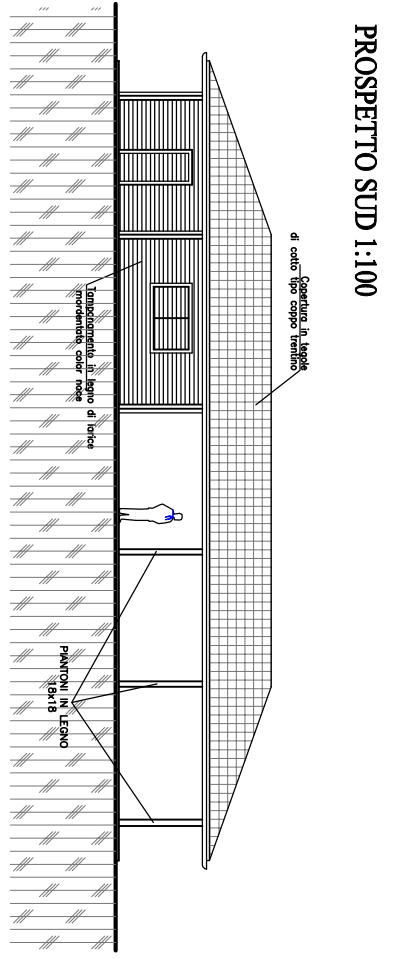 PROSPETTO SUD 1:100
Copertura in tegole
di cotto tipo coppo trentino
Tamponamento in legno di larice
mordentato color noce
PIANTONI IN LEGNO
18x18